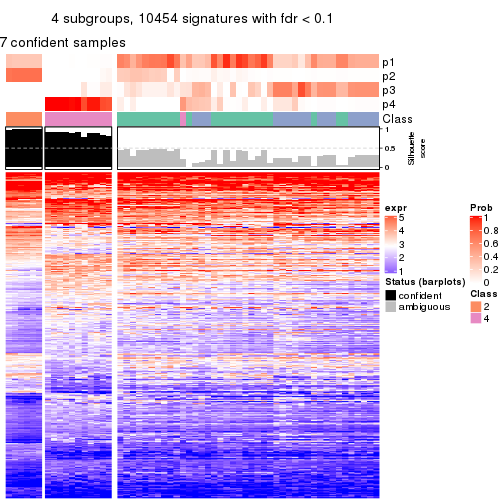 4 subgroups, 10454 signatures with fdr < 0.1
7 confident samples
p1
p2
p3
p4
Class
1
0.5
0
Silhouette
score
expr
5
4
3
2
1
Status (barplots)
confident
ambiguous
Prob
1
0.8
0.6
0.4
0.2
0
Class
2
4